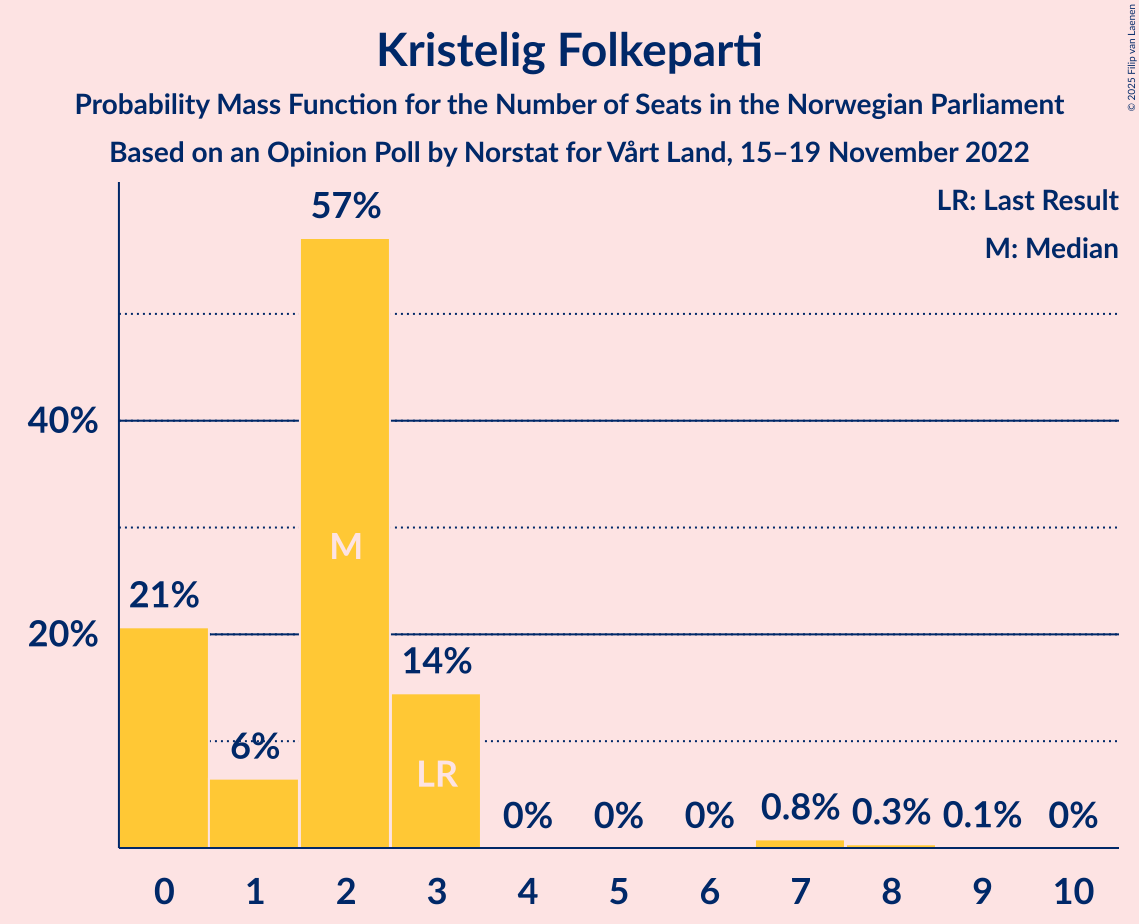 Kristelig Folkeparti
Probability Mass Function for the Number of Seats in the Norwegian Parliament
Based on an Opinion Poll by Norstat for Vårt Land, 15–19 November 2022
© 2025 Filip van Laenen
LR: Last Result
M: Median
57%
40%
M
21%
20%
14%
6%
LR
0% 0% 0% 0.8% 0.3% 0.1% 0%
0 1 2 3 4 5 6 7 8 9 10